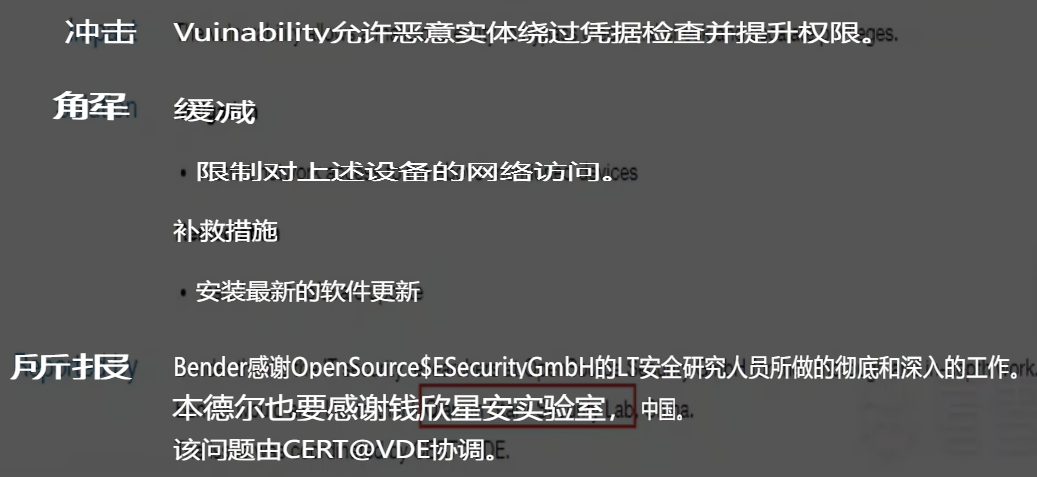 冲击 Vuinability允许恶意实体绕过凭据检查并提升权限。eges.
解 缓减
• 限制对上述设备的网络访问。vices
补救措施
• 安装最新的软件更新
所报 Bender感谢OpenSource$ESecurityGmbH的LT安全研究人员所做的彻底和深入的工作。ork.
本德尔也要感谢钱欣星安实验室,Lab, 中国。na.
该问题由CERT@VDE协调。DE.